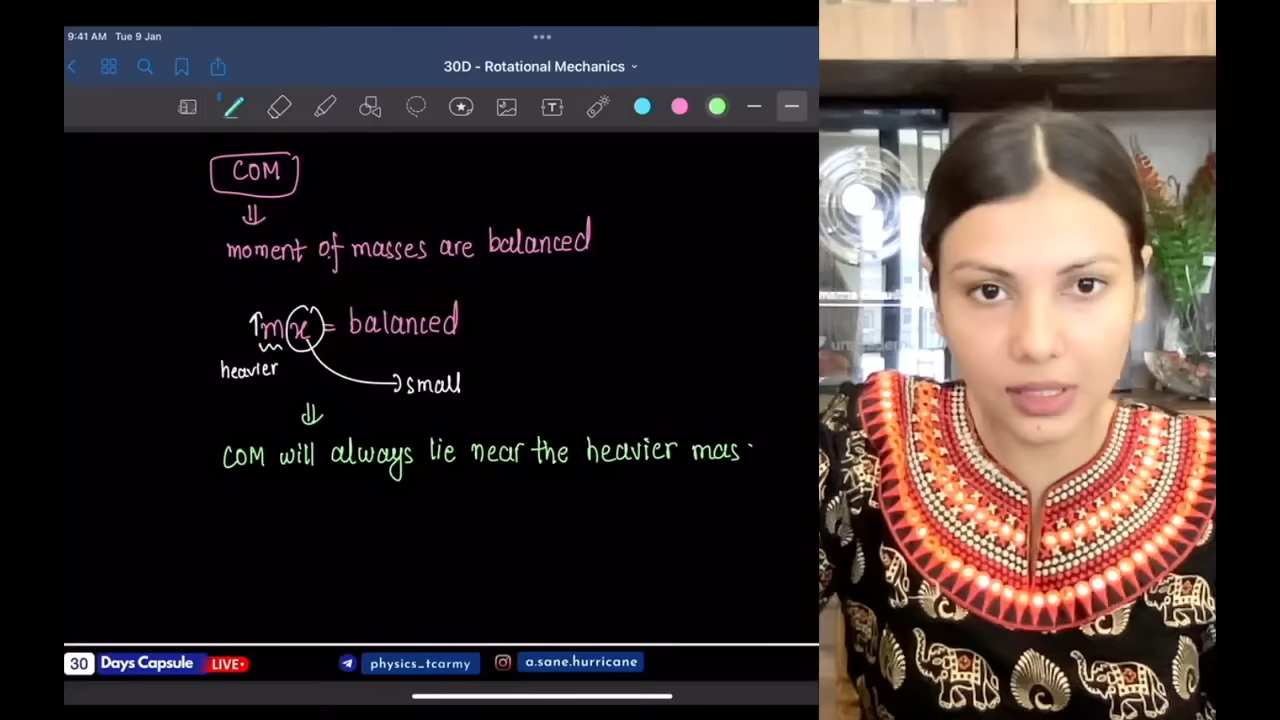 9:41 AM Tue 9 Jan
30D - Rotational Mechanics
T
COM
moment of masses are balanced
mx = balanced
heavier
small
COM will always lie near the heavier mas
30 Days Capsule LIVE
physics_tcarmy
a.sane.hurricane